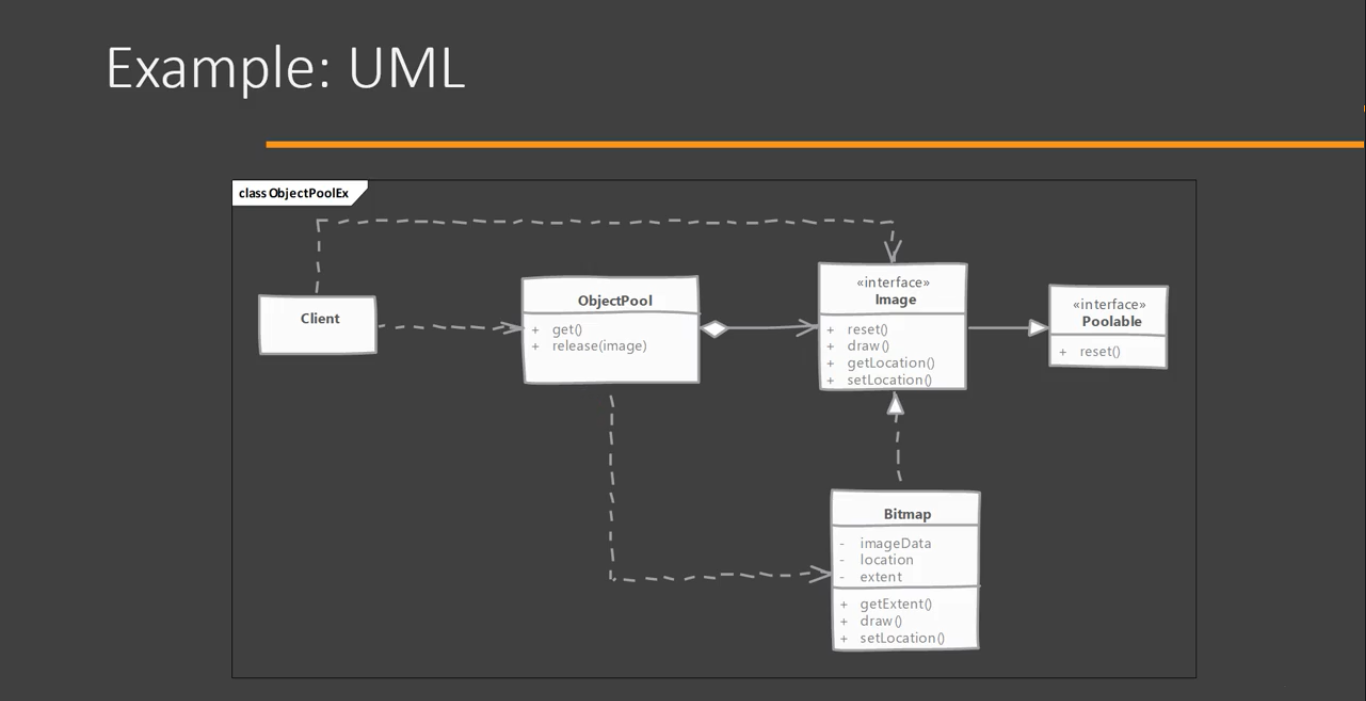 Example: UML
class ObjectPoolEx
Client
ObjectPool
+ get()
+ release(image)
«interface»
Image
+ reset()
+ draw()
+ getLocation()
+ setLocation()
«interface»
Poolable
+ reset()
Bitmap
- imageData
- location
- extent
+ getExtent()
+ draw()
+ setLocation()